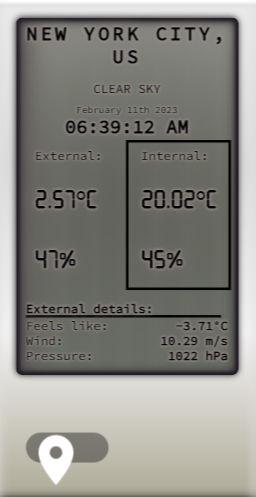 NEW YORK CITY,
US
CLEAR SKY
February 11th 2023
06:39:12 AM
External: Internal:
2.57°C 20.02°C
47% 45%
External details:
Feels like: -3.71°C
Wind: 10.29 m/s
Pressure: 1022 hPa